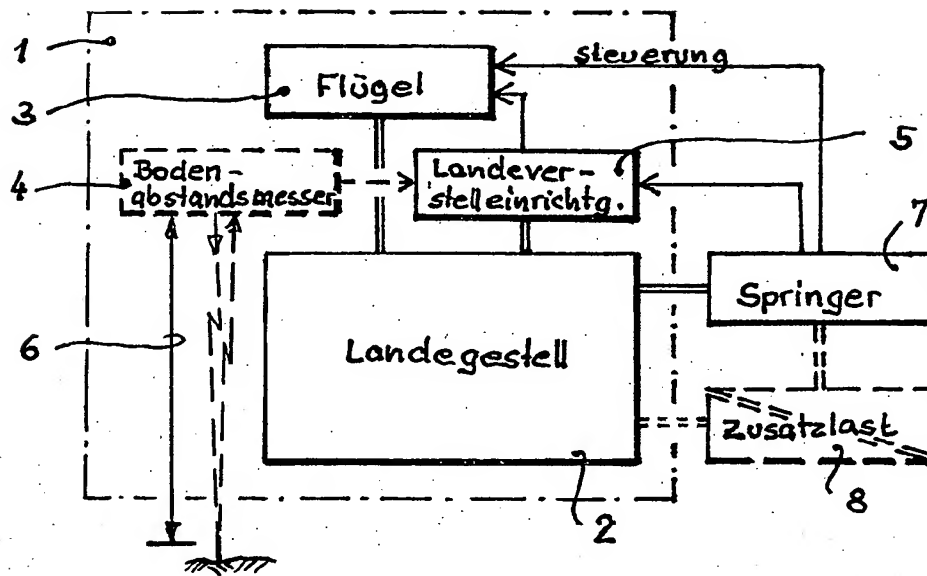 1
steuerung
Flügel
3
5
4
Boden-
abstandsmesser
Landever-
stelleinrichtg.
7
Springer
6
Landegestell
Zusatzlast
8
2